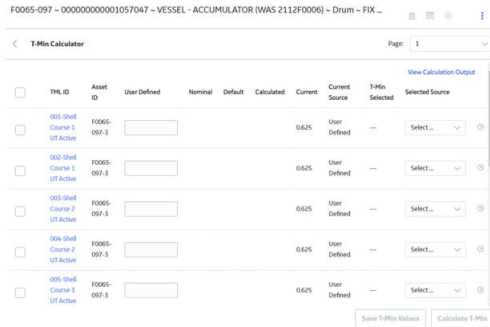 F0065-097 ~ 000000000001057047 ~ VESSEL - ACCUMULATOR (WAS 2112F0006) ~ Drum ~ FIX ...
T-Min Calculator
Page: 1
View Calculation Output
TML ID Asset ID User Defined Nominal Default Calculated Current Current Source T-Min Selected Selected Source
001-Shell Course 1 UT Active F0065-097-3 0.625 User Defined --- Select ...
002-Shell Course 1 UT Active F0065-097-3 0.625 User Defined --- Select ...
003-Shell Course 2 UT Active F0065-097-3 0.625 User Defined --- Select ...
004-Shell Course 2 UT Active F0065-097-3 0.625 User Defined --- Select ...
005-Shell Course 3 UT Active F0065-097-3 0.625 User Defined --- Select ...
Save T-Min Values Calculate T-Min